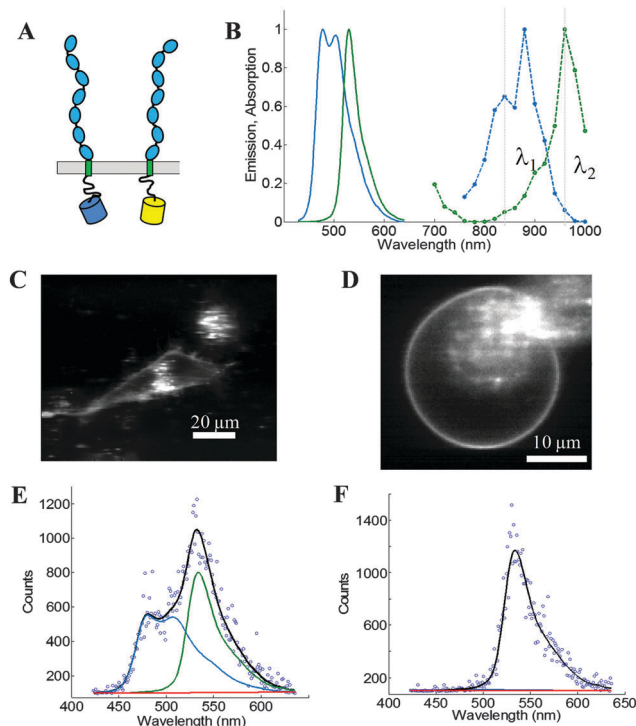 A
B
Emission, Absorption
1
0.8
0.6
0.4
0.2
0
λ1
λ2
500 600 700 800 900 1000
Wavelength (nm)
C
20 µm
D
10 µm
E
Counts
1200
1000
800
600
400
200
400 450 500 550 600 650
Wavelength (nm)
F
Counts
1400
1000
600
200
400 450 500 550 600 650
Wavelength (nm)